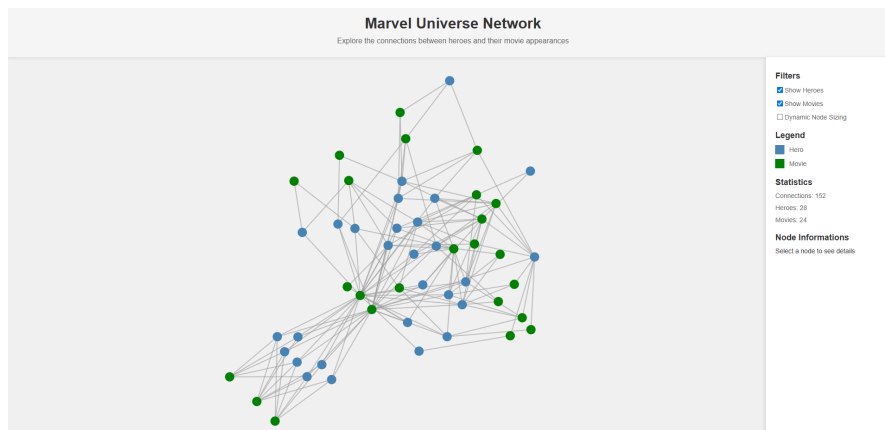 Marvel Universe Network
Explore the connections between heroes and their movie appearances
Filters
Show Heroes
Show Movies
Dynamic Node Sizing
Legend
Hero
Movie
Statistics
Connections: 152
Heroes: 28
Movies: 24
Node Informations
Select a node to see details